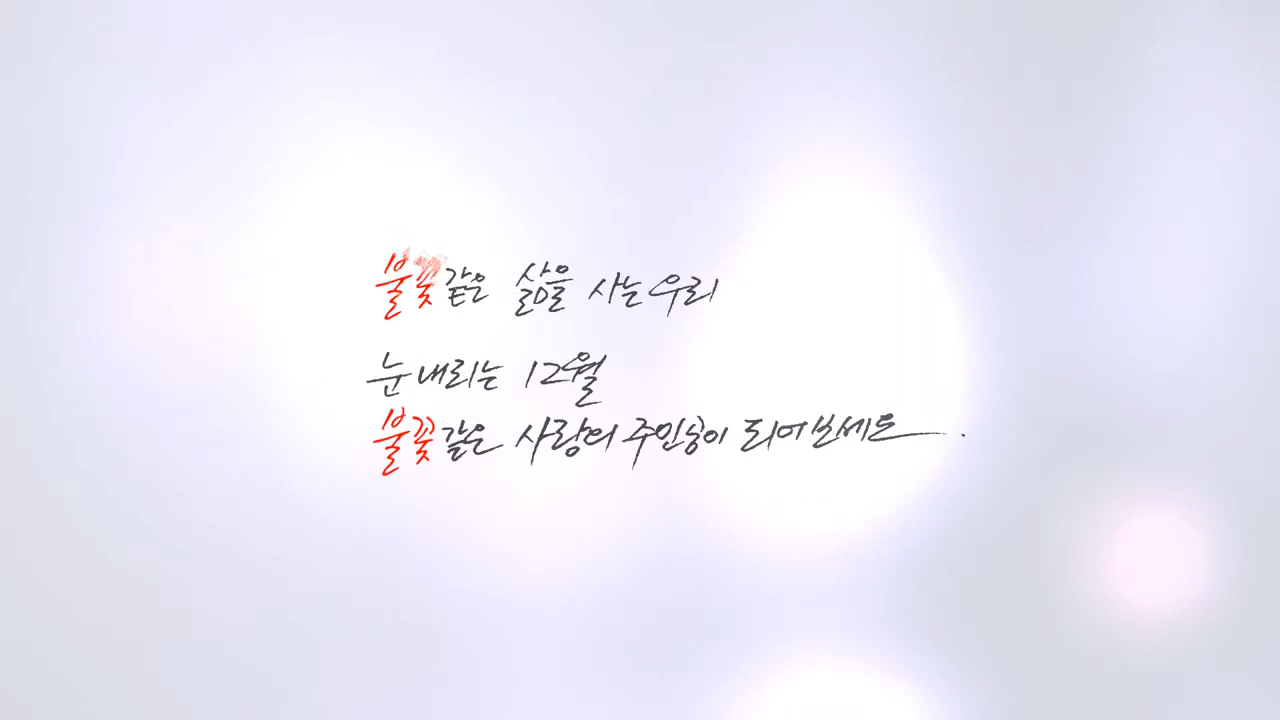 불꽃같은 삶을 사는 우리
눈 내리는 12월
불꽃같은 사랑의 주인공이 되어보세요.